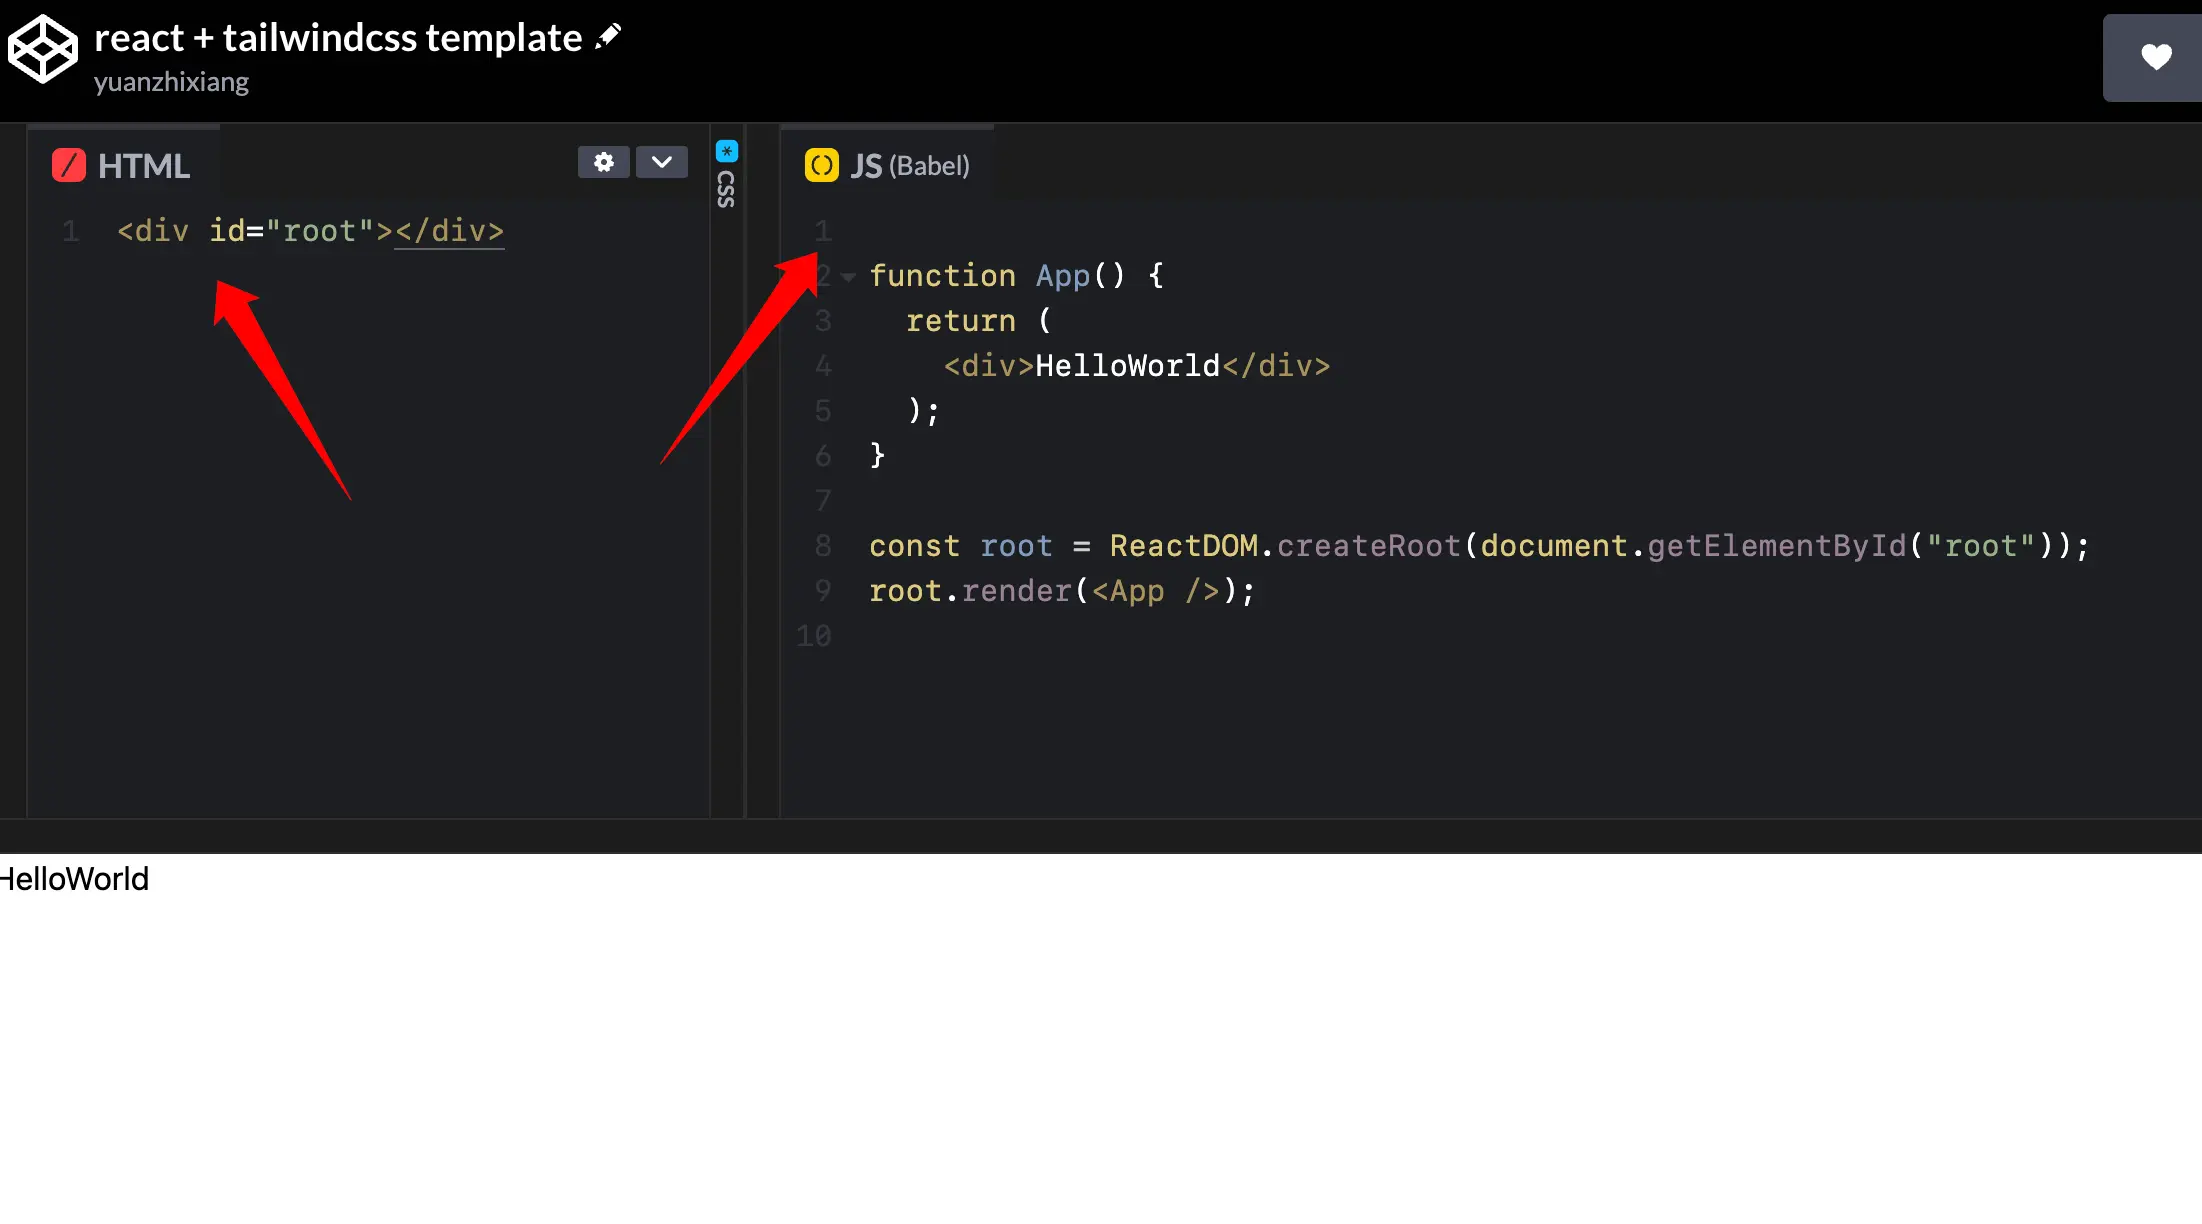 react + tailwindcss template
yuanzhixiang
HTML
1 <div id="root"></div>
CSS
JS (Babel)
1
2 function App() {
3   return (
4     <div>HelloWorld</div>
5   );
6 }
7
8 const root = ReactDOM.createRoot(document.getElementById("root"));
9 root.render(<App />);
10
HelloWorld